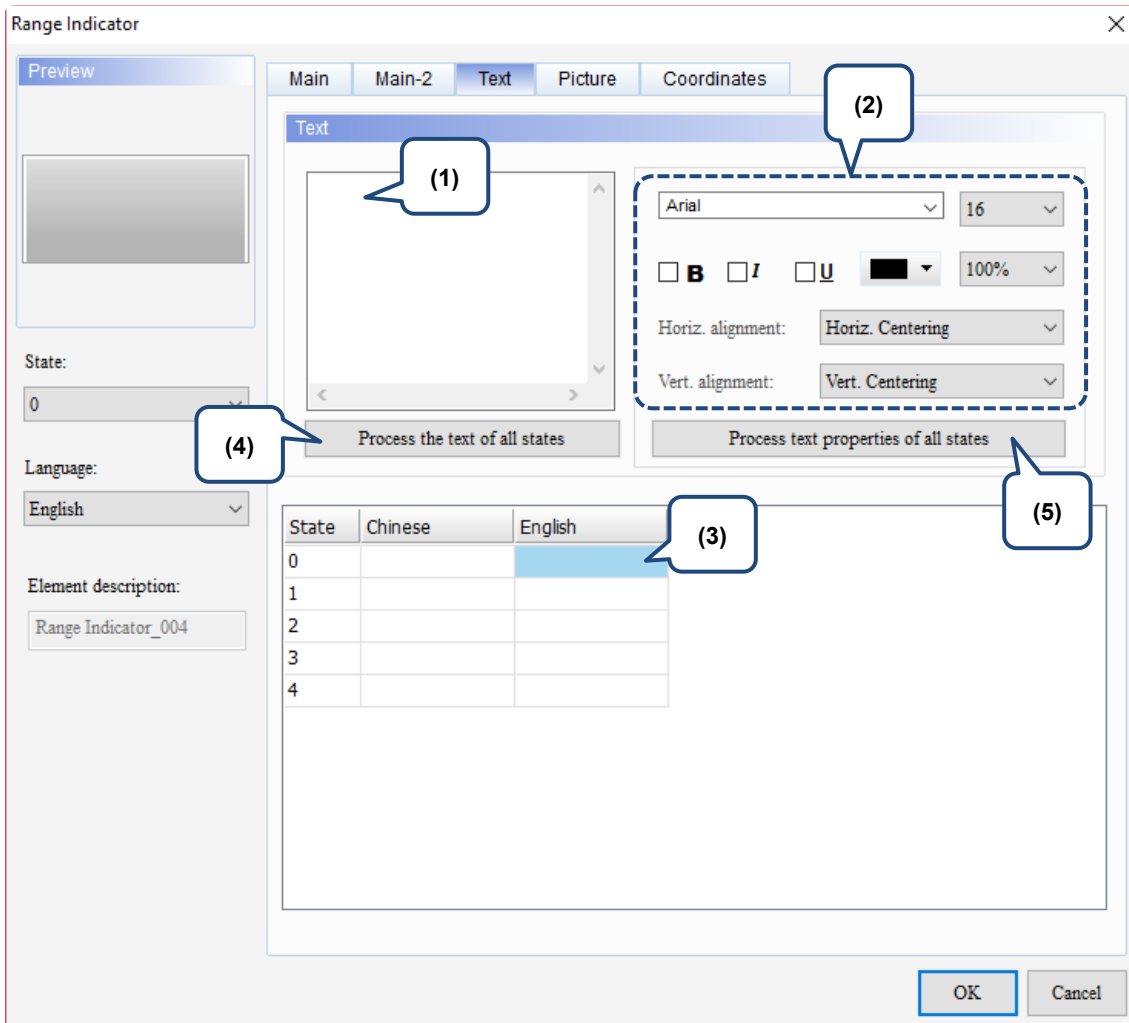 Range Indicator
Preview
Main Main-2 Text Picture Coordinates
(2)
Text
(1)
Arial 16
B I U 100%
Horiz. alignment: Horiz. Centering
State:
Vert. alignment: Vert. Centering
0
(4)
Process the text of all states
Process text properties of all states
Language:
English
(5)
State Chinese English
(3)
0
1
2
3
4
Element description:
Range Indicator_004
OK Cancel